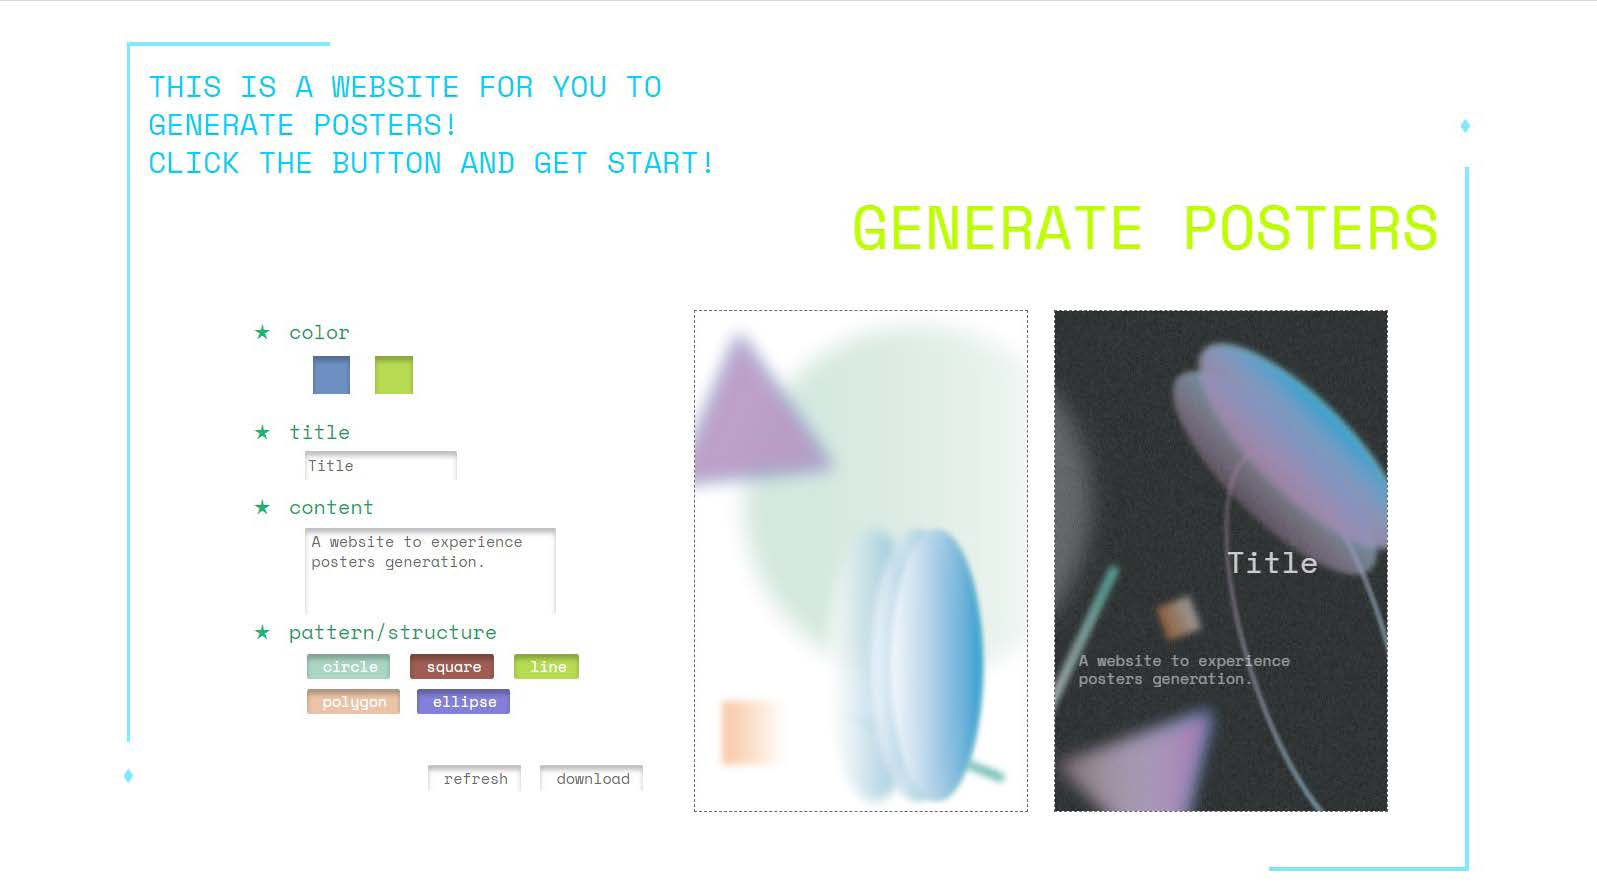 THIS IS A WEBSITE FOR YOU TO
GENERATE POSTERS!
CLICK THE BUTTON AND GET START!
GENERATE POSTERS
★ color
★ title
Title
★ content
A website to experience
posters generation.
★ pattern/structure
circle square line
polygon ellipse
refresh download
Title
A website to experience
posters generation.